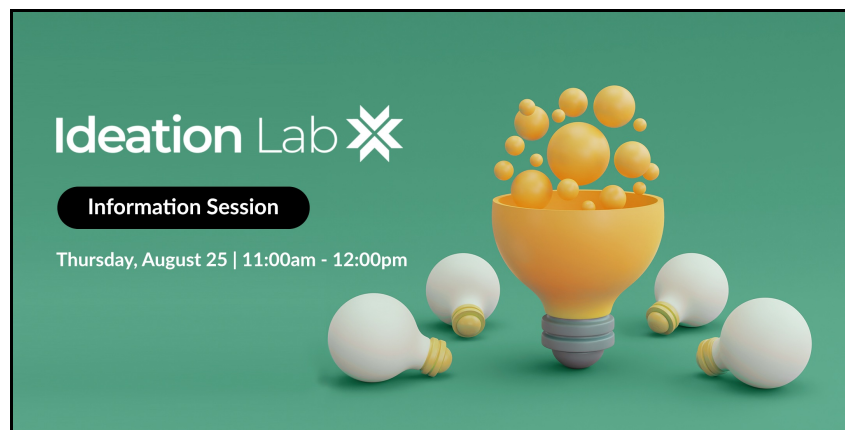 Ideation Lab
Information Session
Thursday, August 25 | 11:00am - 12:00pm